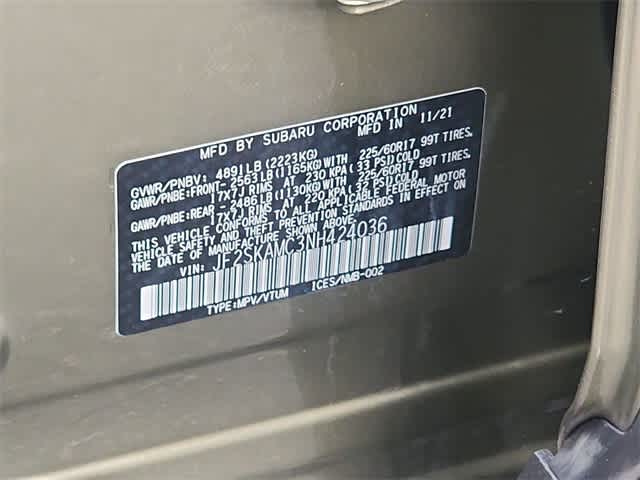 MFD BY SUBARU CORPORATION
MFD IN 11/21
GVWR/PNBV: 4891LB(2223KG)
GAWR/PNBE:FRONT- 2563LB(1165KG)WITH 225/60R17 99T TIRES,
17X7J RIMS AT 230 KPA (33 PSI)COLD
GAWR/PNBE:REAR - 2486LB(1130KG)WITH 225/60R17 99T TIRES,
17X7J RIMS AT 220 KPA (32 PSI)COLD
THIS VEHICLE CONFORMS TO ALL APPLICABLE FEDERAL MOTOR
VEHICLE SAFETY AND BUMPER STANDARDS IN EFFECT ON THE
DATE OF MANUFACTURE SHOWN ABOVE.
VIN: JF2SKAMC3NH424036
TYPE:MPV/VTUM 1CES/NMB-002